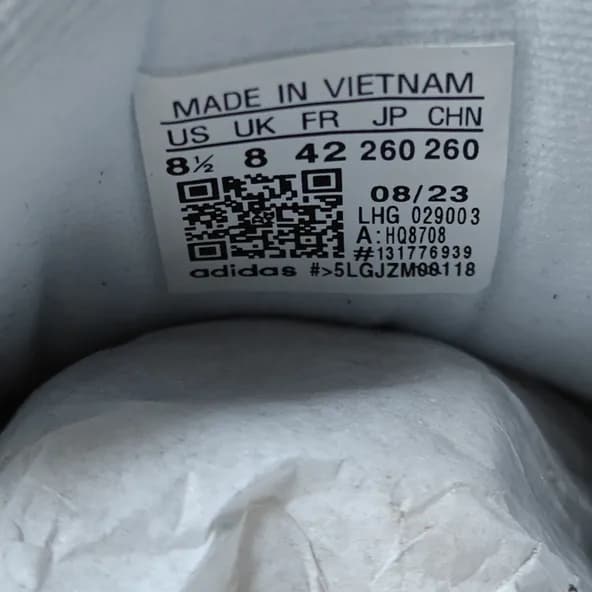 MADE IN VIETNAM
US UK FR JP CHN
8½ 8 42 260 260
08/23
LHG 029003
A:HQ8708
#131776939
adidas #>5LGJZM00118